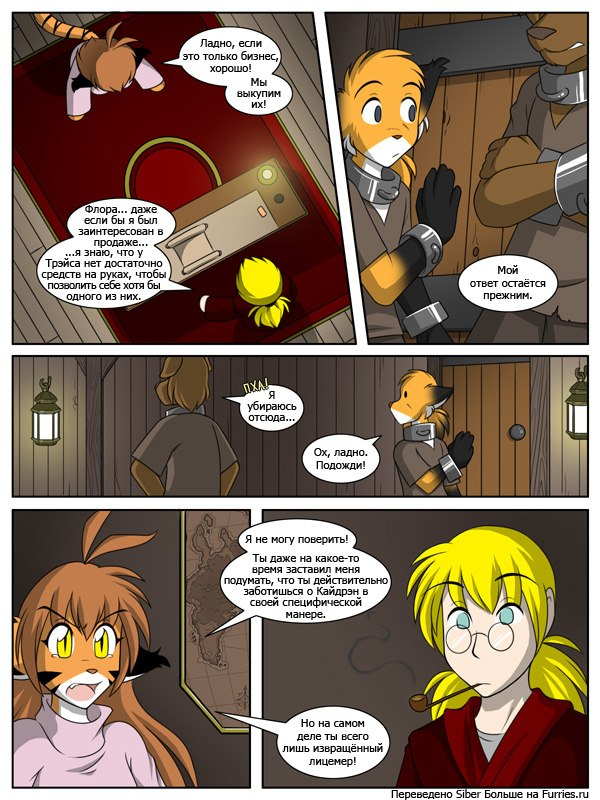 Ладно, если
это только бизнес,
хорошо!
Мы
выкупим
их!
Флора... даже
если бы я был
заинтересован в
продаже...
...я знаю, что у
Трэйса нет достаточно
средств на руках, чтобы
позволить себе хотя бы
одного из них.
Мой
ответ остаётся
прежним.
ПХА!
Я
убираюсь
отсюда...
Ох, ладно.
Подожди!
Я не могу поверить!
Ты даже на какое-то
время заставил меня
подумать, что ты действительно
заботишься о Кайдрэн в
своей специфической
манере.
Но на самом
деле ты всего
лишь извращённый
лицемер!
Переведено Siber Больше на Furries.ru